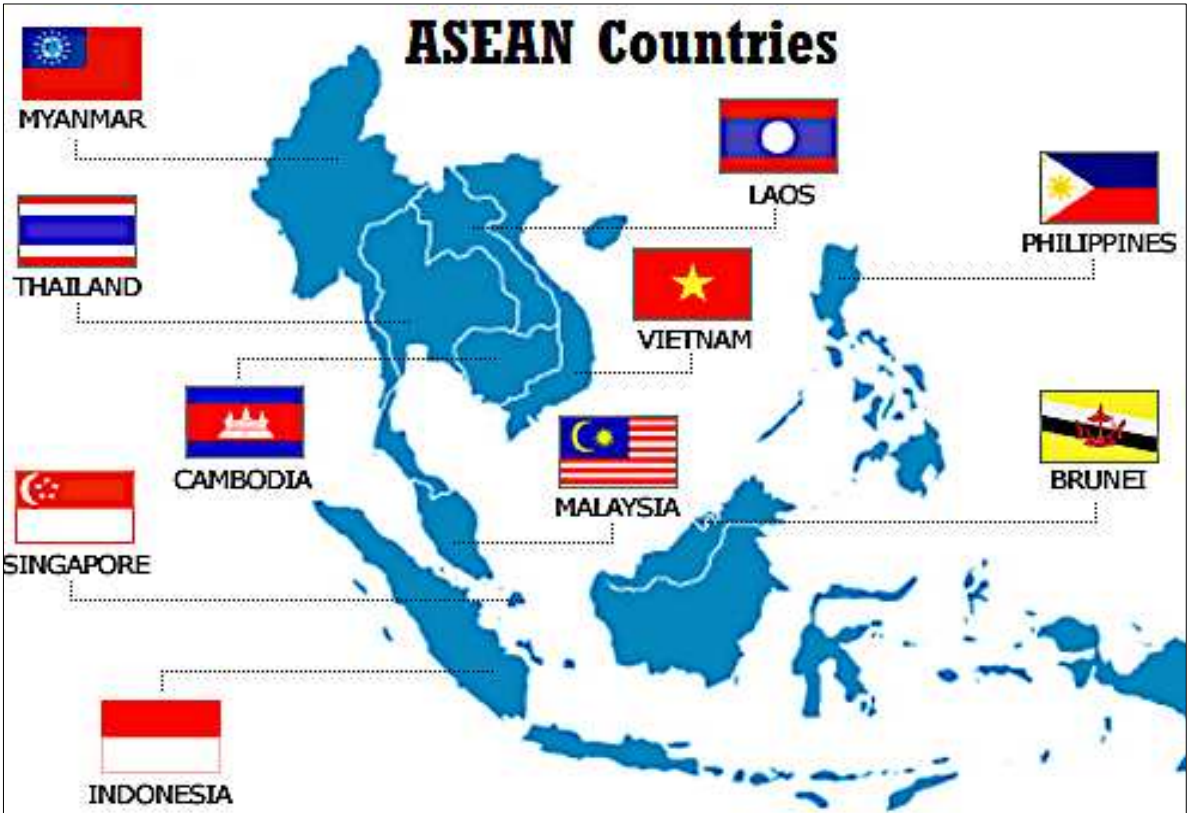 ASEAN Countries
MYANMAR
LAOS
PHILIPPINES
THAILAND
VIETNAM
CAMBODIA
MALAYSIA
BRUNEI
SINGAPORE
INDONESIA